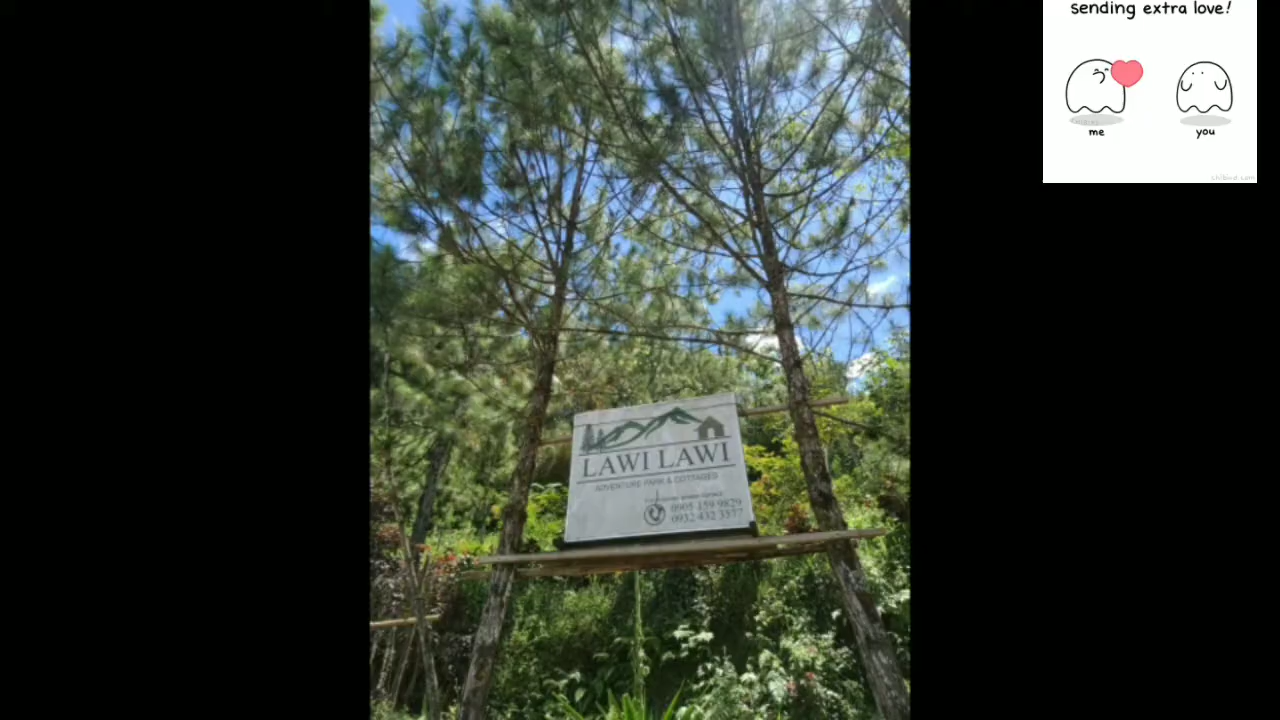 sending extra love!
me
you
LAWI LAWI
ADVENTURE PARK & COTTAGES
0905 159 9829
0932 432 3577